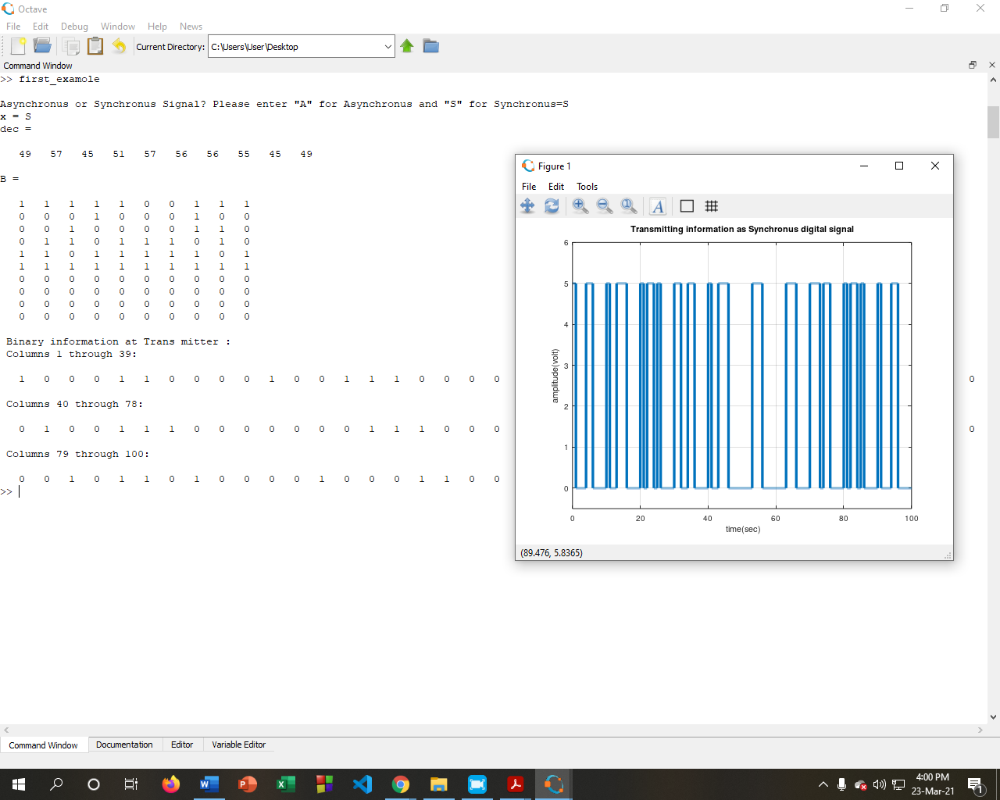 Octave
File Edit Debug Window Help News
Current Directory: C:\Users\User\Desktop
Command Window
>> first_examole
Asynchronus or Synchronus Signal? Please enter "A" for Asynchronus and "S" for Synchronus=S
x = S
dec =
49 57 45 51 57 56 56 55 45 49
B =
1 1 1 1 1 0 0 1 1 1
0 0 0 1 0 0 0 1 0 0
0 0 1 0 0 0 0 1 1 0
0 1 1 0 1 1 1 0 1 0
1 1 0 1 1 1 1 1 0 1
1 1 1 1 1 1 1 1 1 1
0 0 0 0 0 0 0 0 0 0
0 0 0 0 0 0 0 0 0 0
0 0 0 0 0 0 0 0 0 0
0 0 0 0 0 0 0 0 0 0
Binary information at Trans mitter :
Columns 1 through 39:
1 0 0 0 1 1 0 0 0 0 1 0 0 1 1 1 0 0 0 0 0
Columns 40 through 78:
0 1 0 0 1 1 1 0 0 0 0 0 0 0 1 1 1 0 0 0 0
Columns 79 through 100:
0 0 1 0 1 1 0 1 0 0 0 0 1 0 0 0 1 1 0 0
>>
Figure 1
File Edit Tools
Transmitting information as Synchronus digital signal
6
5
4
3
2
1
0
amplitude(volt)
0 20 40 60 80 100
time(sec)
(89.476, 5.8365)
Command Window Documentation Editor Variable Editor
4:00 PM
23-Mar-21
1